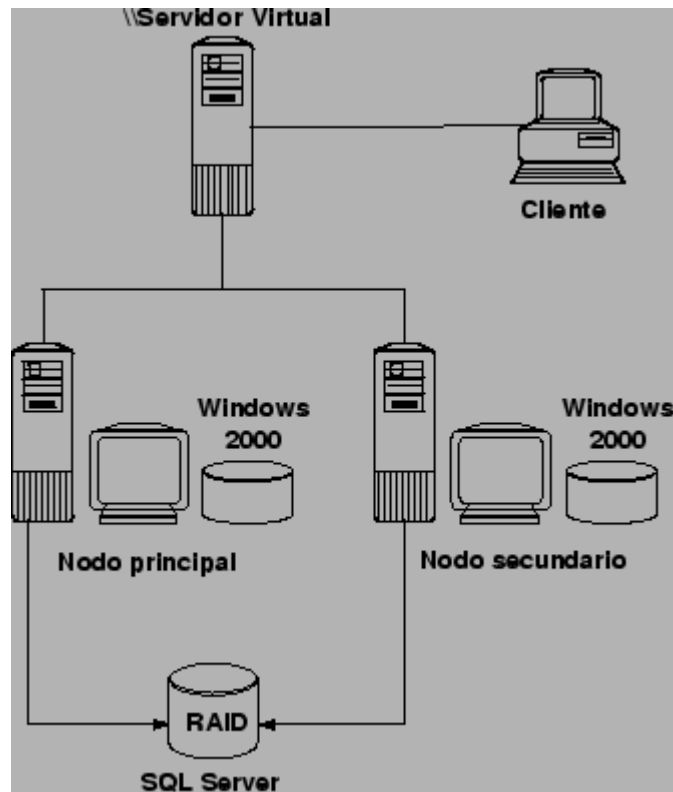 \\Servidor Virtual
Cliente
Windows
2000
Windows
2000
Nodo principal
Nodo secundario
RAID
SQL Server